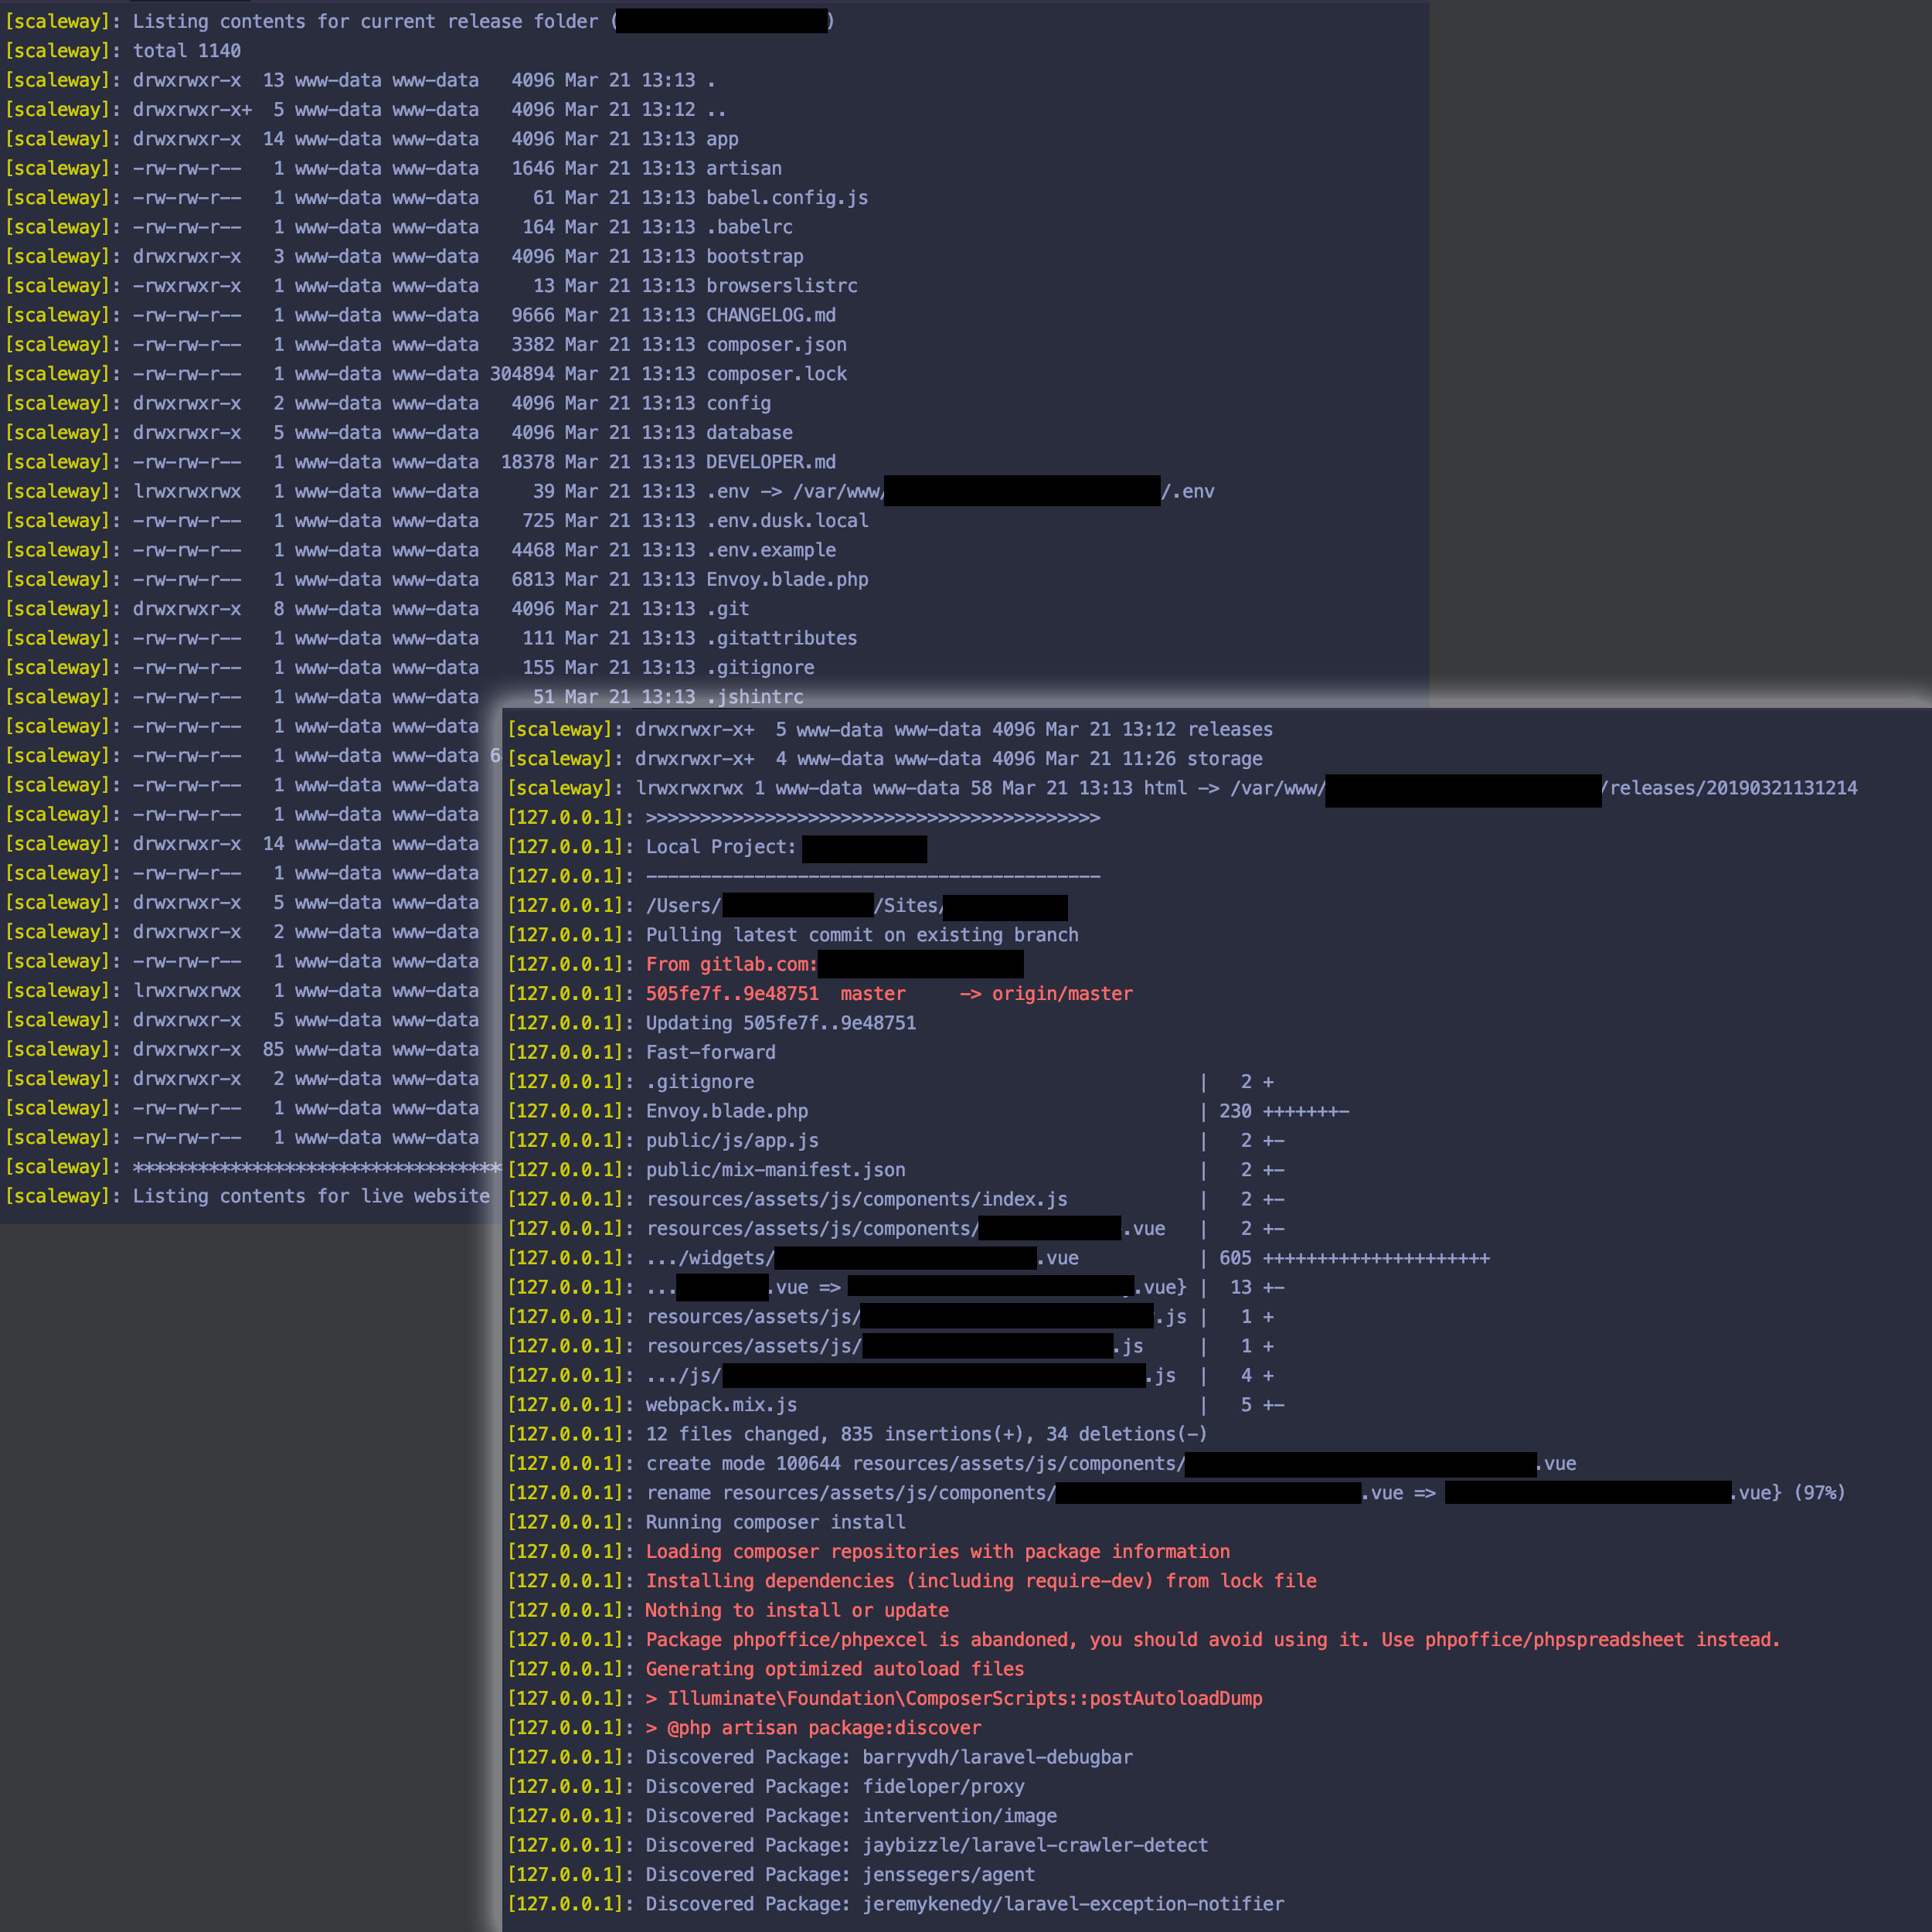 [scaleway]: Listing contents for current release folder ( )
[scaleway]: total 1140
[scaleway]: drwxrwxr-x  13 www-data www-data   4096 Mar 21 13:13 .
[scaleway]: drwxrwxr-x+  5 www-data www-data   4096 Mar 21 13:12 ..
[scaleway]: drwxrwxr-x  14 www-data www-data   4096 Mar 21 13:13 app
[scaleway]: -rw-rw-r--   1 www-data www-data   1646 Mar 21 13:13 artisan
[scaleway]: -rw-rw-r--   1 www-data www-data     61 Mar 21 13:13 babel.config.js
[scaleway]: -rw-rw-r--   1 www-data www-data    164 Mar 21 13:13 .babelrc
[scaleway]: drwxrwxr-x   3 www-data www-data   4096 Mar 21 13:13 bootstrap
[scaleway]: -rwxrwxr-x   1 www-data www-data     13 Mar 21 13:13 browserslistrc
[scaleway]: -rw-rw-r--   1 www-data www-data   9666 Mar 21 13:13 CHANGELOG.md
[scaleway]: -rw-rw-r--   1 www-data www-data   3382 Mar 21 13:13 composer.json
[scaleway]: -rw-rw-r--   1 www-data www-data 304894 Mar 21 13:13 composer.lock
[scaleway]: drwxrwxr-x   2 www-data www-data   4096 Mar 21 13:13 config
[scaleway]: drwxrwxr-x   5 www-data www-data   4096 Mar 21 13:13 database
[scaleway]: -rw-rw-r--   1 www-data www-data  18378 Mar 21 13:13 DEVELOPER.md
[scaleway]: lrwxrwxrwx   1 www-data www-data     39 Mar 21 13:13 .env -> /var/www/ /.env
[scaleway]: -rw-rw-r--   1 www-data www-data    725 Mar 21 13:13 .env.dusk.local
[scaleway]: -rw-rw-r--   1 www-data www-data   4468 Mar 21 13:13 .env.example
[scaleway]: -rw-rw-r--   1 www-data www-data   6813 Mar 21 13:13 Envoy.blade.php
[scaleway]: drwxrwxr-x   8 www-data www-data   4096 Mar 21 13:13 .git
[scaleway]: -rw-rw-r--   1 www-data www-data    111 Mar 21 13:13 .gitattributes
[scaleway]: -rw-rw-r--   1 www-data www-data    155 Mar 21 13:13 .gitignore
[scaleway]: -rw-rw-r--   1 www-data www-data     51 Mar 21 13:13 .jshintrc
[scaleway]: -rw-rw-r--   1 www-data www-data
[scaleway]: -rw-rw-r--   1 www-data www-data 6
[scaleway]: -rw-rw-r--   1 www-data www-data
[scaleway]: -rw-rw-r--   1 www-data www-data
[scaleway]: drwxrwxr-x  14 www-data www-data
[scaleway]: -rw-rw-r--   1 www-data www-data
[scaleway]: drwxrwxr-x   5 www-data www-data
[scaleway]: drwxrwxr-x   2 www-data www-data
[scaleway]: -rw-rw-r--   1 www-data www-data
[scaleway]: lrwxrwxrwx   1 www-data www-data
[scaleway]: drwxrwxr-x   5 www-data www-data
[scaleway]: drwxrwxr-x  85 www-data www-data
[scaleway]: drwxrwxr-x   2 www-data www-data
[scaleway]: -rw-rw-r--   1 www-data www-data
[scaleway]: -rw-rw-r--   1 www-data www-data
[scaleway]: **********************************
[scaleway]: Listing contents for live website
[scaleway]: drwxrwxr-x+  5 www-data www-data 4096 Mar 21 13:12 releases
[scaleway]: drwxrwxr-x+  4 www-data www-data 4096 Mar 21 11:26 storage
[scaleway]: lrwxrwxrwx 1 www-data www-data 58 Mar 21 13:13 html -> /var/www/ /releases/20190321131214
[127.0.0.1]: >>>>>>>>>>>>>>>>>>>>>>>>>>>>>>>>>>>>>>>>>>
[127.0.0.1]: Local Project:
[127.0.0.1]: ------------------------------------------
[127.0.0.1]: /Users/ /Sites/
[127.0.0.1]: Pulling latest commit on existing branch
[127.0.0.1]: From gitlab.com:
[127.0.0.1]: 505fe7f..9e48751  master     -> origin/master
[127.0.0.1]: Updating 505fe7f..9e48751
[127.0.0.1]: Fast-forward
[127.0.0.1]: .gitignore | 2 +
[127.0.0.1]: Envoy.blade.php | 230 +++++++-
[127.0.0.1]: public/js/app.js | 2 +-
[127.0.0.1]: public/mix-manifest.json | 2 +-
[127.0.0.1]: resources/assets/js/components/index.js | 2 +-
[127.0.0.1]: resources/assets/js/components/ .vue | 2 +-
[127.0.0.1]: .../widgets/ .vue | 605 +++++++++++++++++++++
[127.0.0.1]: ... .vue => .vue} | 13 +-
[127.0.0.1]: resources/assets/js/ .js | 1 +
[127.0.0.1]: resources/assets/js/ .js | 1 +
[127.0.0.1]: .../js/ .js | 4 +
[127.0.0.1]: webpack.mix.js | 5 +-
[127.0.0.1]: 12 files changed, 835 insertions(+), 34 deletions(-)
[127.0.0.1]: create mode 100644 resources/assets/js/components/ .vue
[127.0.0.1]: rename resources/assets/js/components/ .vue => .vue} (97%)
[127.0.0.1]: Running composer install
[127.0.0.1]: Loading composer repositories with package information
[127.0.0.1]: Installing dependencies (including require-dev) from lock file
[127.0.0.1]: Nothing to install or update
[127.0.0.1]: Package phpoffice/phpexcel is abandoned, you should avoid using it. Use phpoffice/phpspreadsheet instead.
[127.0.0.1]: Generating optimized autoload files
[127.0.0.1]: > Illuminate\Foundation\ComposerScripts::postAutoloadDump
[127.0.0.1]: > @php artisan package:discover
[127.0.0.1]: Discovered Package: barryvdh/laravel-debugbar
[127.0.0.1]: Discovered Package: fideloper/proxy
[127.0.0.1]: Discovered Package: intervention/image
[127.0.0.1]: Discovered Package: jaybizzle/laravel-crawler-detect
[127.0.0.1]: Discovered Package: jenssegers/agent
[127.0.0.1]: Discovered Package: jeremykenedy/laravel-exception-notifier